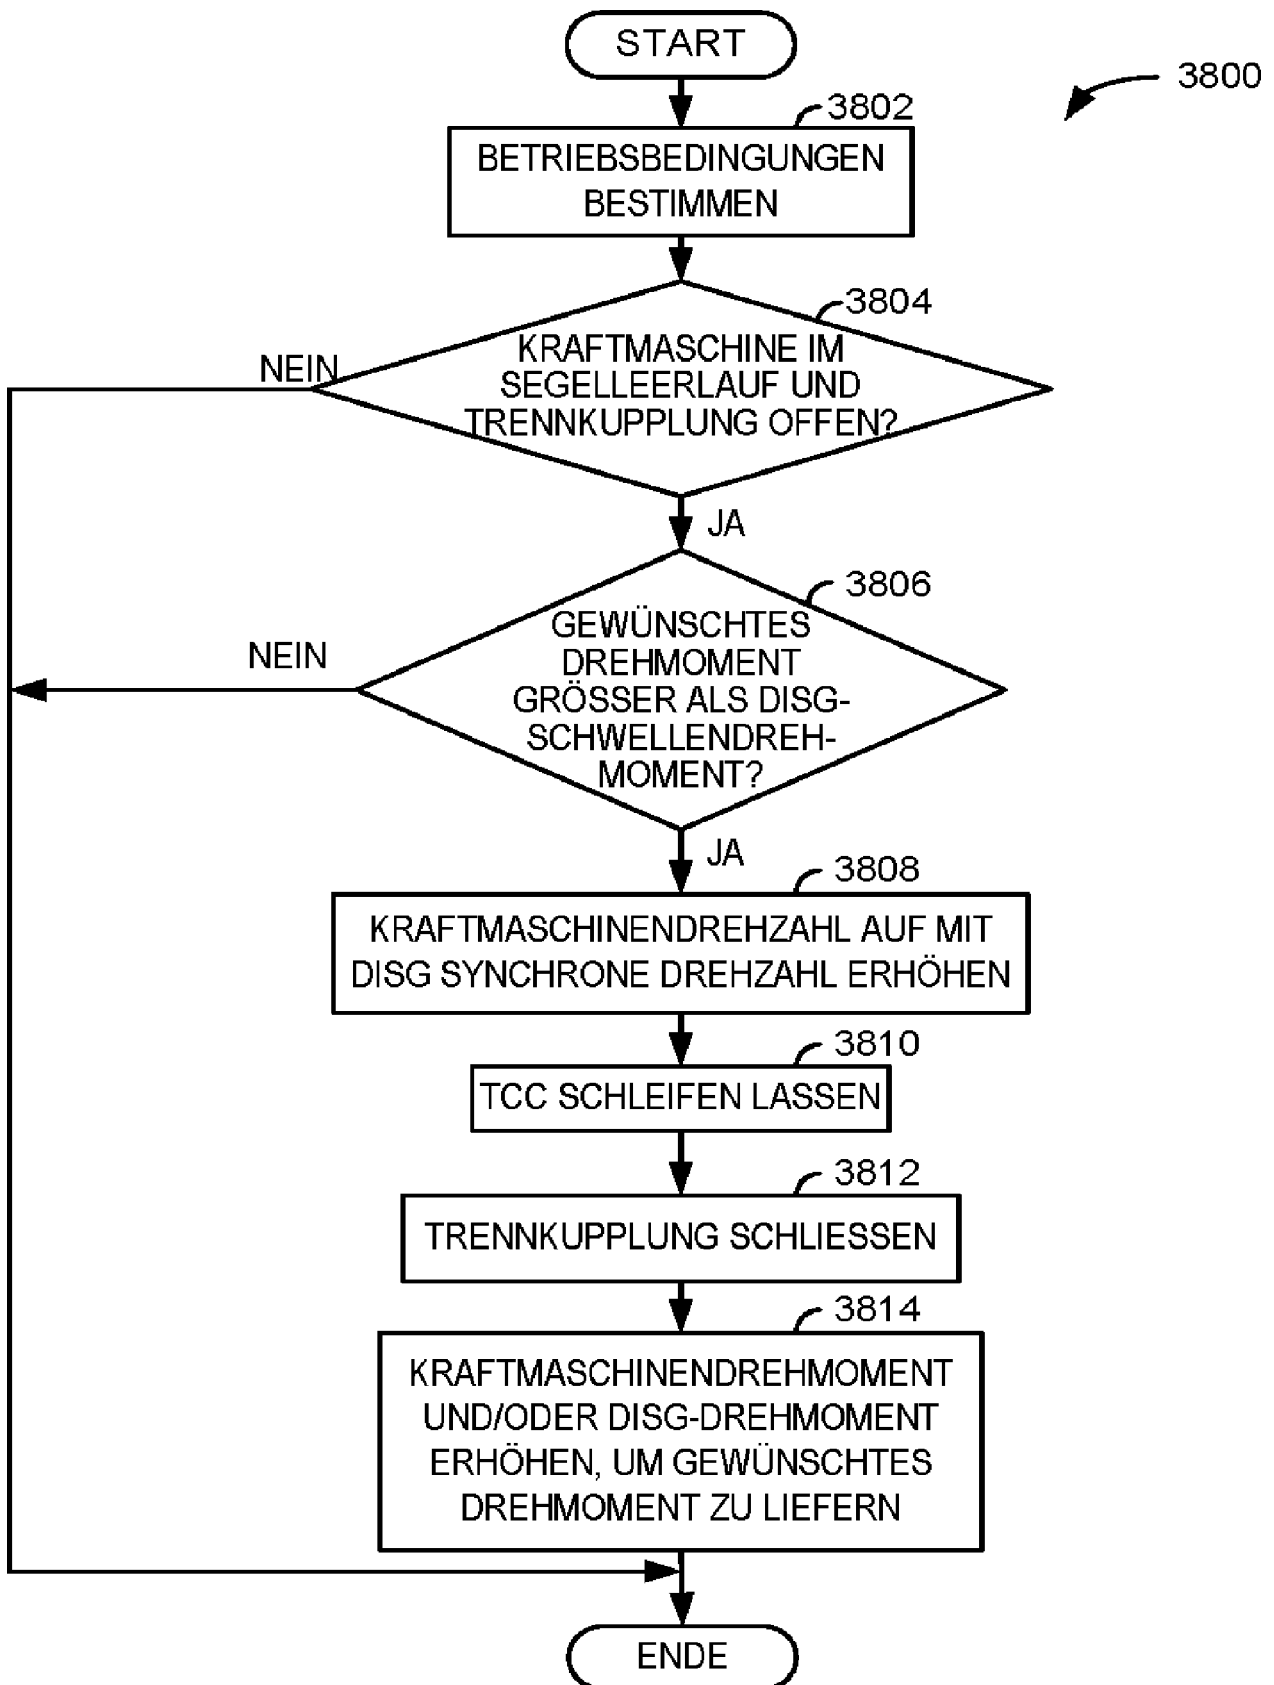 START
3800
3802
BETRIEBSBEDINGUNGEN
BESTIMMEN
3804
NEIN
KRAFTMASCHINE IM
SEGELLEERLAUF UND
TRENNKUPPLUNG OFFEN?
JA
3806
NEIN
GEWÜNSCHTES
DREHMOMENT
GRÖSSER ALS DISG-
SCHWELLENDREH-
MOMENT?
JA
3808
KRAFTMASCHINENDREHZAHL AUF MIT
DISG SYNCHRONE DREHZAHL ERHÖHEN
3810
TCC SCHLEIFEN LASSEN
3812
TRENNKUPPLUNG SCHLIESSEN
3814
KRAFTMASCHINENDREHMOMENT
UND/ODER DISG-DREHMOMENT
ERHÖHEN, UM GEWÜNSCHTES
DREHMOMENT ZU LIEFERN
ENDE